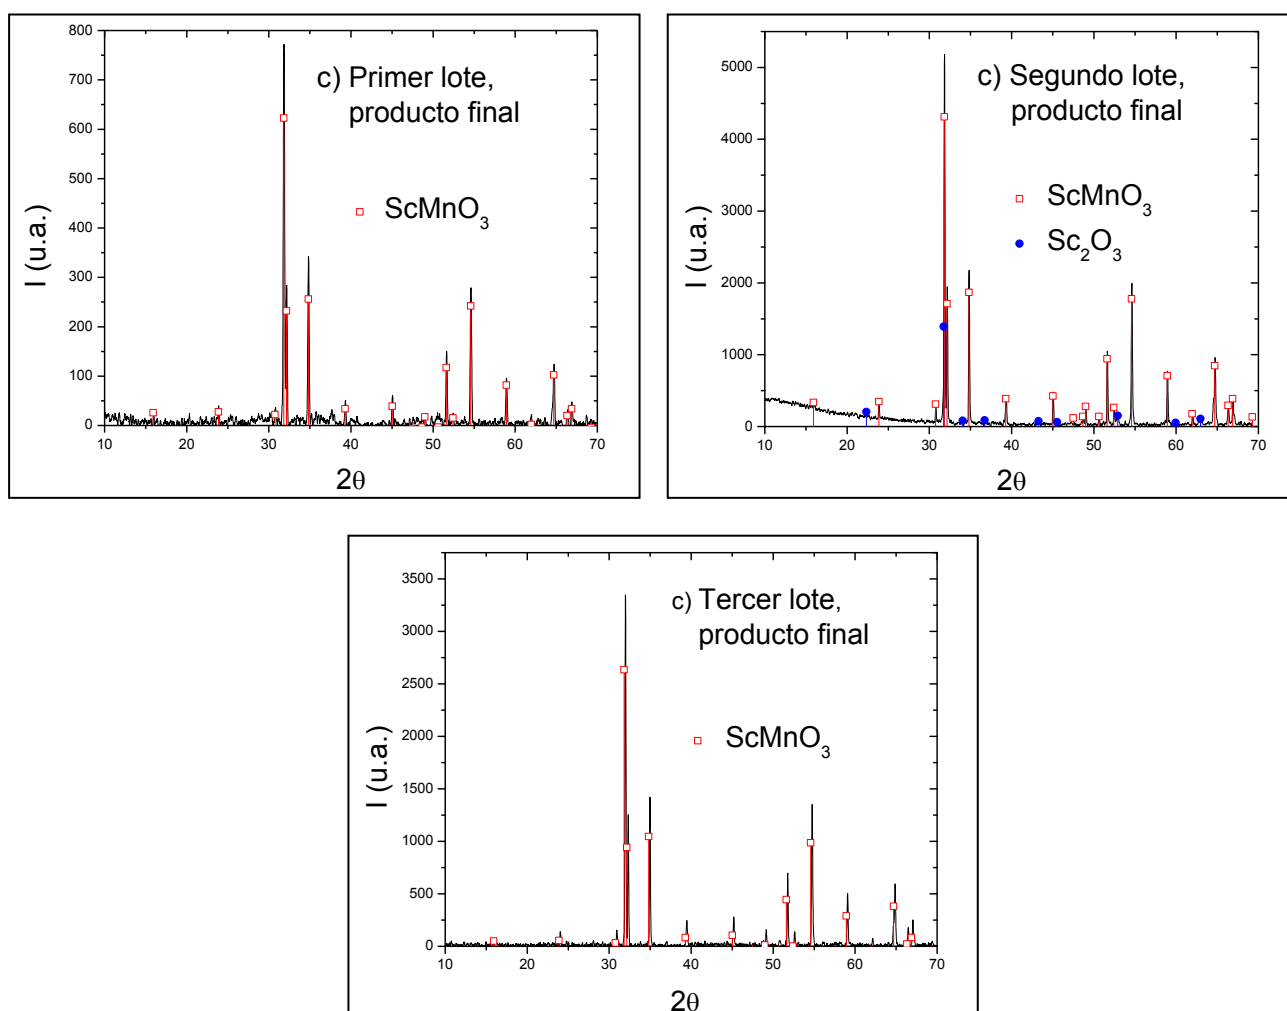 c) Primer lote,
producto final
ScMnO3
I (u.a.)
800
700
600
500
400
300
200
100
0
10 20 30 40 50 60 70
2θ
c) Segundo lote,
producto final
ScMnO3
Sc2O3
I (u.a.)
5000
4000
3000
2000
1000
0
10 20 30 40 50 60 70
2θ
c) Tercer lote,
producto final
ScMnO3
I (u.a.)
3500
3000
2500
2000
1500
1000
500
0
10 20 30 40 50 60 70
2θ